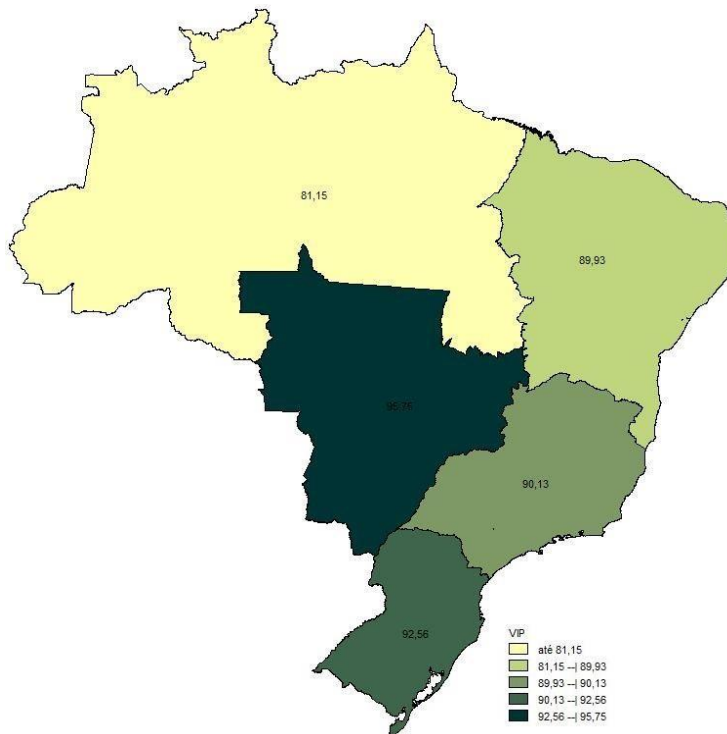 81,15
89,93
95,75
90,13
92,56
VIP
até 81,15
81,15 --| 89,93
89,93 --| 90,13
90,13 --| 92,56
92,56 --| 95,75